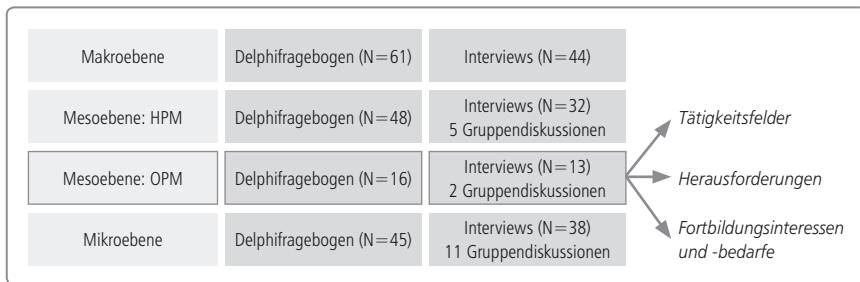 Makroebene
Delphifragebogen (N=61)
Interviews (N=44)
Mesoebene: HPM
Delphifragebogen (N=48)
Interviews (N=32)
5 Gruppendiskussionen
Mesoebene: OPM
Delphifragebogen (N=16)
Interviews (N=13)
2 Gruppendiskussionen
Mikroebene
Delphifragebogen (N=45)
Interviews (N=38)
11 Gruppendiskussionen
Tätigkeitsfelder
Herausforderungen
Fortbildungsinteressen
und -bedarfe